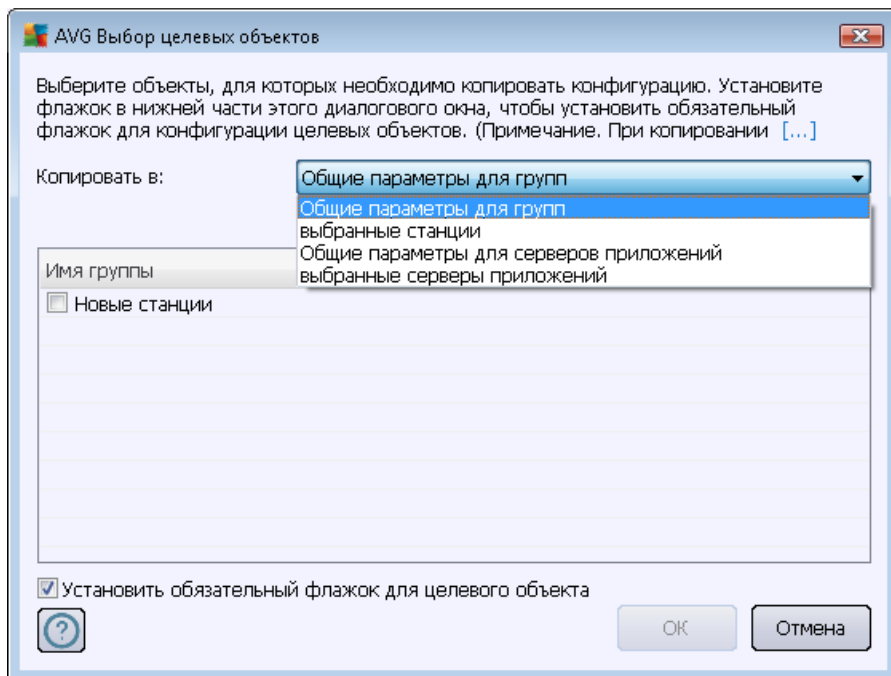 AVG Выбор целевых объектов
Выберите объекты, для которых необходимо копировать конфигурацию. Установите
флажок в нижней части этого диалогового окна, чтобы установить обязательный
флажок для конфигурации целевых объектов. (Примечание. При копировании [...]
Копировать в:
Общие параметры для групп
Общие параметры для групп
выбранные станции
Общие параметры для серверов приложений
выбранные серверы приложений
Имя группы
Новые станции
Установить обязательный флажок для целевого объекта
?
ОК
Отмена